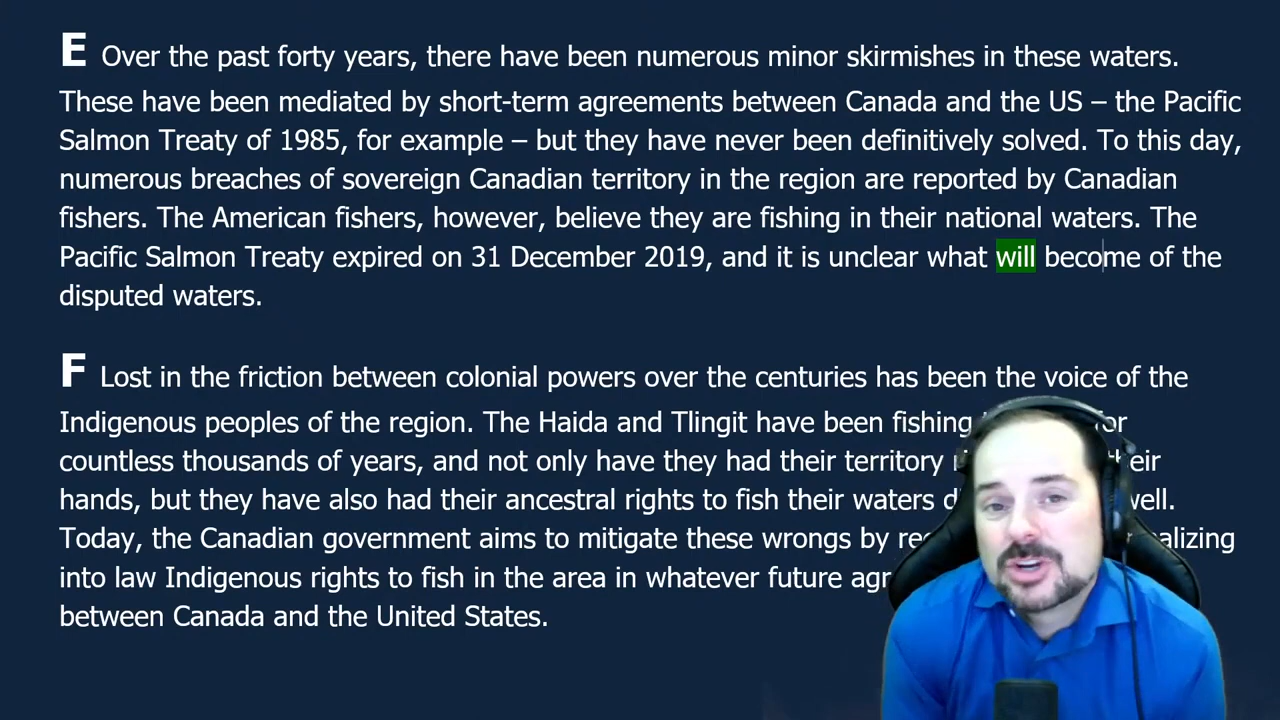 E Over the past forty years, there have been numerous minor skirmishes in these waters.
These have been mediated by short-term agreements between Canada and the US – the Pacific
Salmon Treaty of 1985, for example – but they have never been definitively solved. To this day,
numerous breaches of sovereign Canadian territory in the region are reported by Canadian
fishers. The American fishers, however, believe they are fishing in their national waters. The
Pacific Salmon Treaty expired on 31 December 2019, and it is unclear what will become of the
disputed waters.
F Lost in the friction between colonial powers over the centuries has been the voice of the
Indigenous peoples of the region. The Haida and Tlingit have been fishing for
countless thousands of years, and not only have they had their territory their
hands, but they have also had their ancestral rights to fish their waters well.
Today, the Canadian government aims to mitigate these wrongs by
into law Indigenous rights to fish in the area in whatever future
between Canada and the United States.